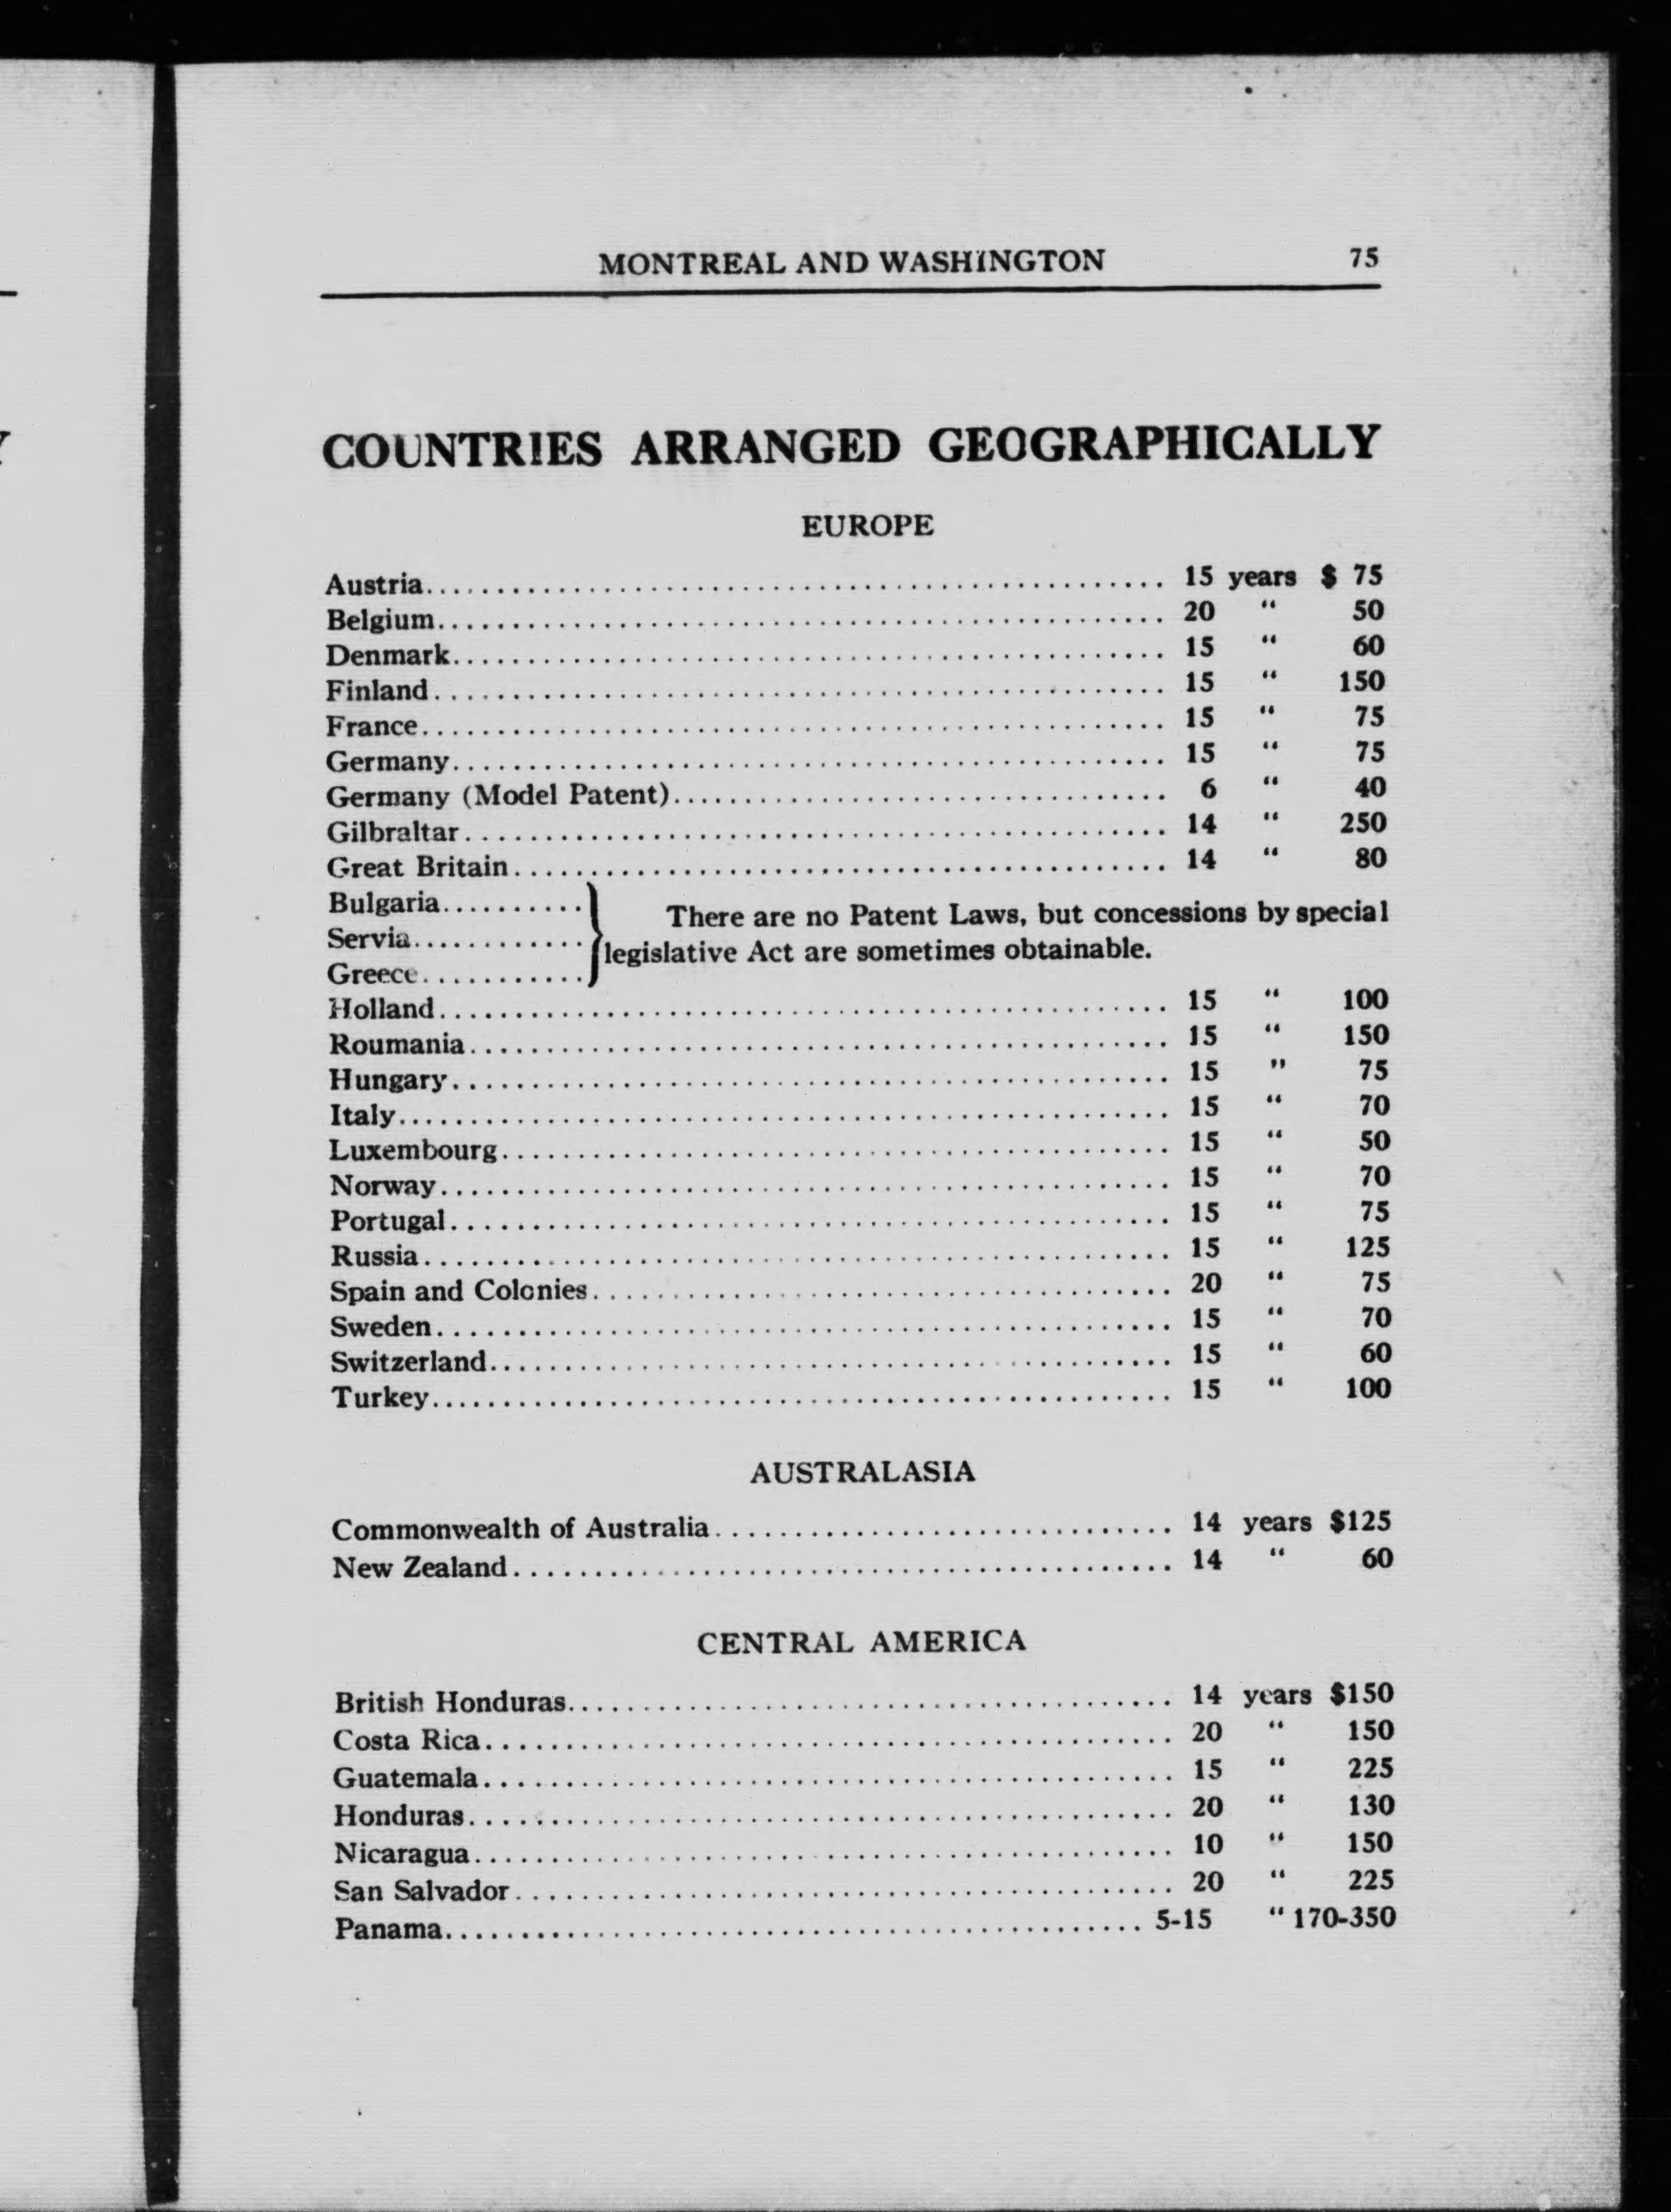 MONTREAL AND WASHINGTON 75
COUNTRIES ARRANGED GEOGRAPHICALLY
EUROPE
Austria........ 15 years $ 75
Belgium........ 20 “ 50
Denmark........ 15 “ 60
Finland........ 15 “ 150
France........ 15 “ 75
Germany........ 15 “ 75
Germany (Model Patent)........ 6 “ 40
Gilbraltar........ 14 “ 250
Great Britain........ 14 “ 80
Bulgaria..........
Servia............
Greece............
There are no Patent Laws, but concessions by special
legislative Act are sometimes obtainable.
Holland........ 15 “ 100
Roumania........ 15 “ 150
Hungary........ 15 ” 75
Italy........ 15 “ 70
Luxembourg........ 15 “ 50
Norway........ 15 “ 70
Portugal........ 15 “ 75
Russia........ 15 “ 125
Spain and Colonies........ 20 “ 75
Sweden........ 15 “ 70
Switzerland........ 15 “ 60
Turkey........ 15 “ 100
AUSTRALASIA
Commonwealth of Australia........ 14 years $125
New Zealand........ 14 “ 60
CENTRAL AMERICA
British Honduras........ 14 years $150
Costa Rica........ 20 “ 150
Guatemala........ 15 “ 225
Honduras........ 20 “ 130
Nicaragua........ 10 “ 150
San Salvador........ 20 “ 225
Panama........ 5-15 “ 170-350